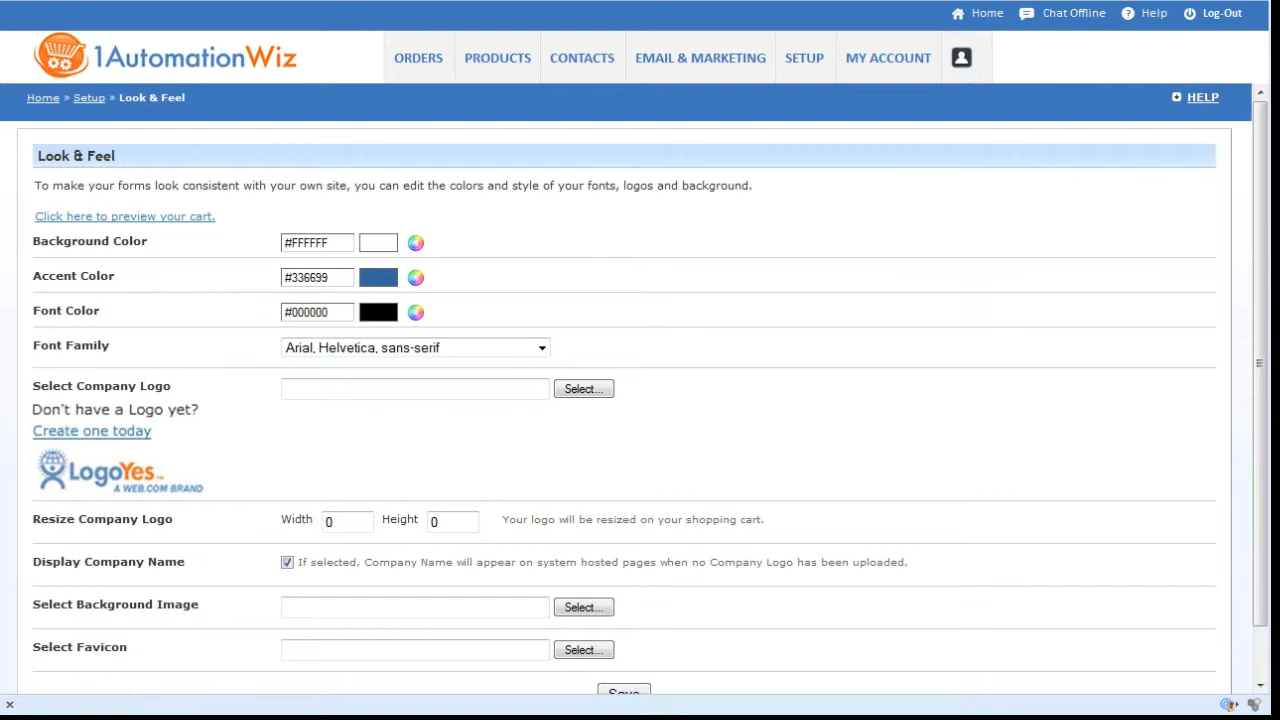 Home Chat Offline Help Log-Out
1AutomationWiz
ORDERS PRODUCTS CONTACTS EMAIL & MARKETING SETUP MY ACCOUNT
Home » Setup » Look & Feel HELP
Look & Feel
To make your forms look consistent with your own site, you can edit the colors and style of your fonts, logos and background.
Click here to preview your cart.
Background Color #FFFFFF
Accent Color #336699
Font Color #000000
Font Family Arial, Helvetica, sans-serif
Select Company Logo Select...
Don't have a Logo yet?
Create one today
LogoYes
A WEB.COM BRAND
Resize Company Logo Width 0 Height 0 Your logo will be resized on your shopping cart.
Display Company Name If selected, Company Name will appear on system hosted pages when no Company Logo has been uploaded,
Select Background Image Select...
Select Favicon Select...
Save